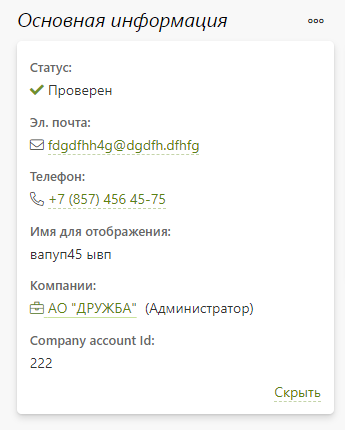 Основная информация
Статус:
Проверен
Эл. почта:
fdgdfhh4g@dgdfh.dfhfg
Телефон:
+7 (857) 456 45-75
Имя для отображения:
вапуп45 ывп
Компании:
АО "ДРУЖБА" (Администратор)
Company account Id:
222
Скрыть